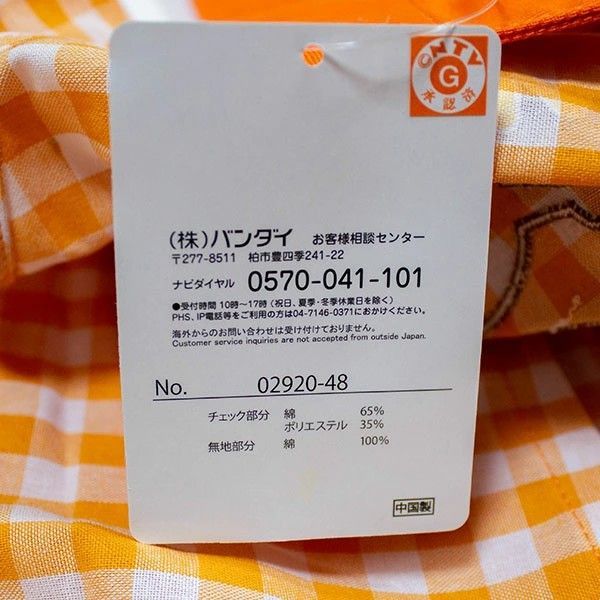 ©NTV
G
承認済
(株)バンダイ お客様相談センター
〒277-8511 柏市豊四季241-22
ナビダイヤル 0570-041-101
●受付時間 10時〜17時(祝日、夏季・冬季休業日を除く)
PHS、IP電話等をご利用の方は04-7146-0371におかけください。
海外からのお問い合わせは受け付けておりません。
Customer service inquiries are not accepted from outside Japan.
No. 02920-48
チェック部分 綿 65%
ポリエステル 35%
無地部分 綿 100%
中国製